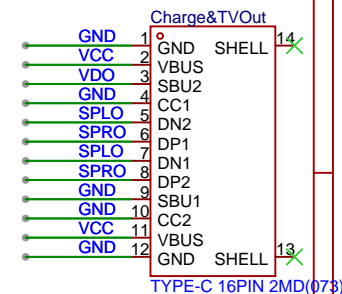 Charge&TVOut
GND 1 GND SHELL 14
VCC 2 VBUS
VDO 3 SBU2
GND 4 CC1
SPLO 5 DN2
SPRO 6 DP1
SPLO 7 DN1
SPRO 8 DP2
GND 9 SBU1
GND 10 CC2
VCC 11 VBUS
GND 12 GND SHELL 13
TYPE-C 16PIN 2MD(073)